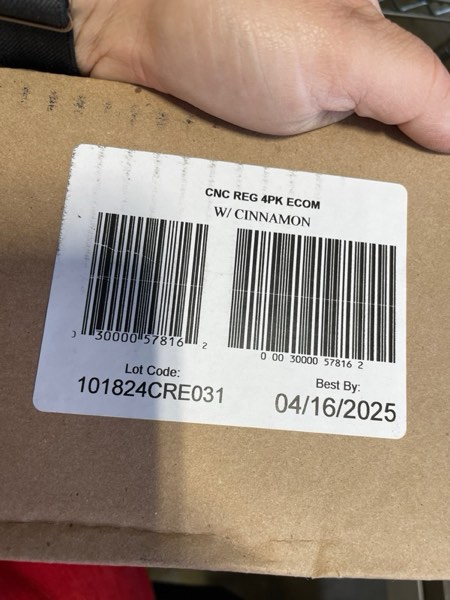 CNC REG 4PK ECOM
W/ CINNAMON
0 30000 57816 2
0 00 30000 57816 2
Lot Code:
101824CRE031
Best By:
04/16/2025